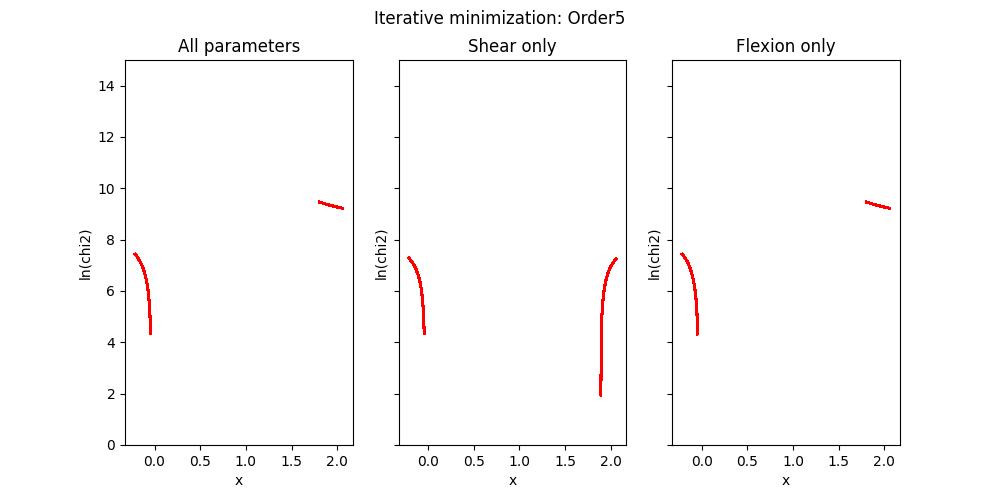 Iterative minimization: Order5
All parameters
Shear only
Flexion only
ln(chi2)
14
12
10
8
6
4
2
0
0.0 0.5 1.0 1.5 2.0
x
ln(chi2)
0.0 0.5 1.0 1.5 2.0
x
ln(chi2)
0.0 0.5 1.0 1.5 2.0
x